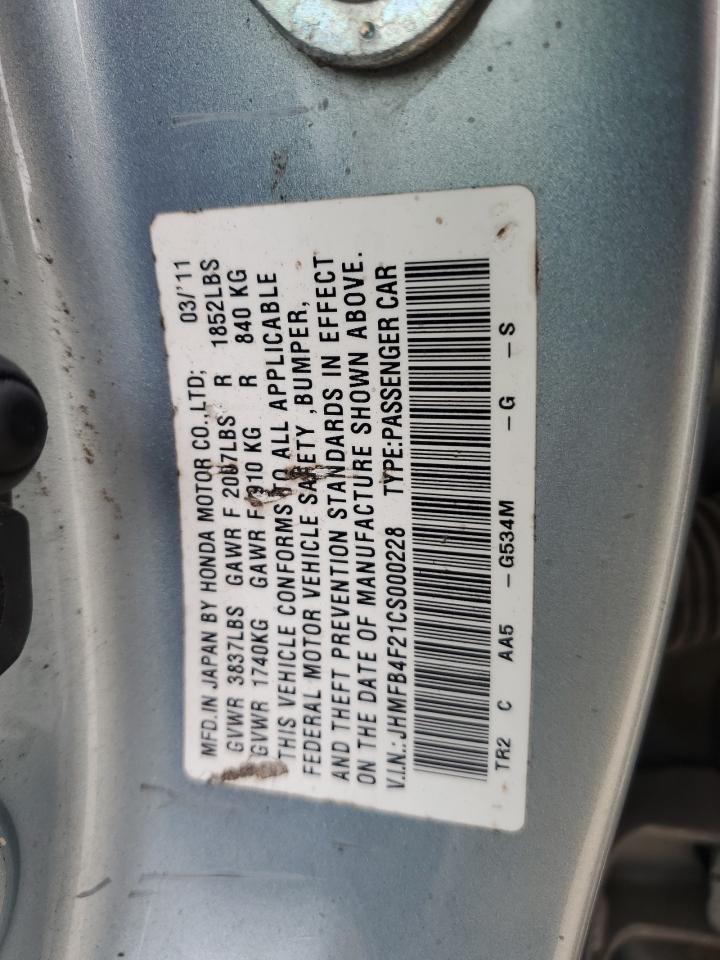 MFD.IN JAPAN BY HONDA MOTOR CO.,LTD; 03/'11
GVWR 3837LBS GAWR F 2007LBS R 1852LBS
GVWR 1740KG GAWR F 910 KG R 840 KG
THIS VEHICLE CONFORMS TO ALL APPLICABLE
FEDERAL MOTOR VEHICLE SAFETY ,BUMPER,
AND THEFT PREVENTION STANDARDS IN EFFECT
ON THE DATE OF MANUFACTURE SHOWN ABOVE.
V.I.N.: JHMFB4F21CS000228 TYPE:PASSENGER CAR
TR2 C AA5 -G534M -G -S